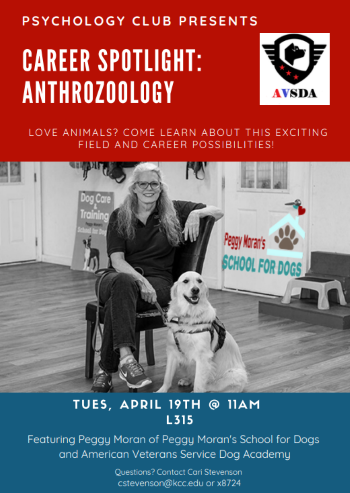 PSYCHOLOGY CLUB PRESENTS
CAREER SPOTLIGHT:
ANTHROZOOLOGY
AVSDA
LOVE ANIMALS? COME LEARN ABOUT THIS EXCITING
FIELD AND CAREER POSSIBILITIES!
Dog Care
&
Training
Peggy Moran's
SCHOOL FOR DOGS
TUES, APRIL 19TH @ 11AM
L315
Featuring Peggy Moran of Peggy Moran's School for Dogs
and American Veterans Service Dog Academy
Questions? Contact Cari Stevenson
cstevenson@kcc.edu or x8724